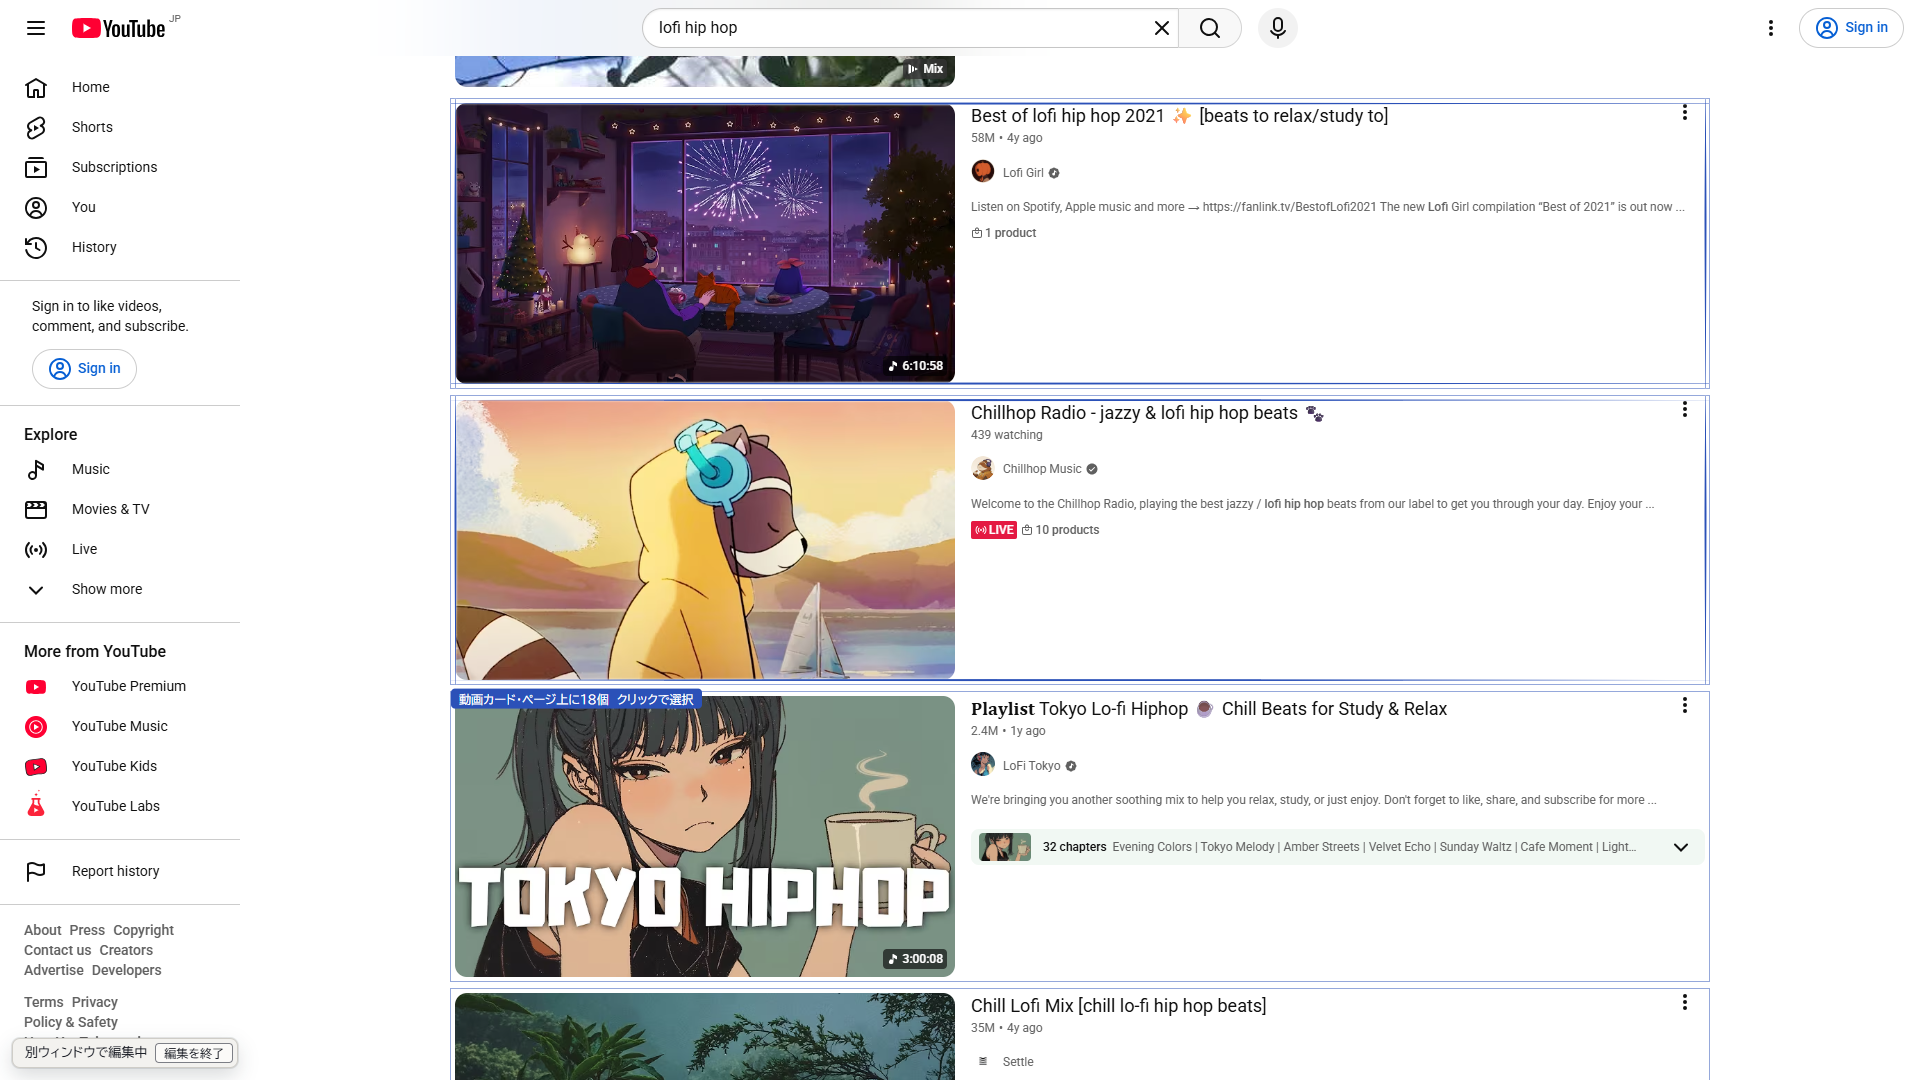 YouTube JP
lofi hip hop
Sign in
Home
Shorts
Subscriptions
You
History
Sign in to like videos,
comment, and subscribe.
Sign in
Explore
Music
Movies & TV
Live
Show more
More from YouTube
YouTube Premium
YouTube Music
YouTube Kids
YouTube Labs
Report history
About Press Copyright
Contact us Creators
Advertise Developers
Terms Privacy
Policy & Safety
別ウィンドウで編集中 編集を終了
Mix
Best of lofi hip hop 2021 ✨ [beats to relax/study to]
58M • 4y ago
Lofi Girl
Listen on Spotify, Apple music and more → https://fanlink.tv/BestofLofi2021 The new Lofi Girl compilation “Best of 2021” is out now ...
1 product
6:10:58
Chillhop Radio - jazzy & lofi hip hop beats 🐾
439 watching
Chillhop Music
Welcome to the Chillhop Radio, playing the best jazzy / lofi hip hop beats from our label to get you through your day. Enjoy your ...
LIVE 10 products
動画カード・ページ上に18個 クリックで選択
Playlist Tokyo Lo-fi Hiphop ☕ Chill Beats for Study & Relax
2.4M • 1y ago
LoFi Tokyo
We're bringing you another soothing mix to help you relax, study, or just enjoy. Don't forget to like, share, and subscribe for more ...
32 chapters Evening Colors | Tokyo Melody | Amber Streets | Velvet Echo | Sunday Waltz | Cafe Moment | Light...
TOKYO HIPHOP
3:00:08
Chill Lofi Mix [chill lo-fi hip hop beats]
35M • 4y ago
Settle